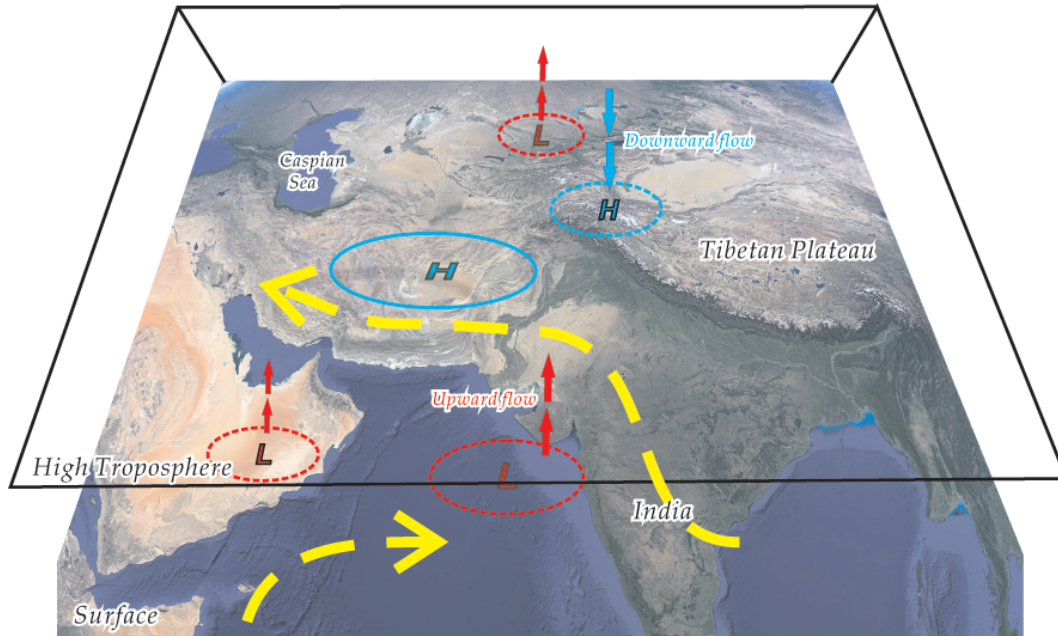 L
Downward flow
Caspian
Sea
H
Tibetan Plateau
H
Upward flow
L
High Troposphere
L
India
Surface